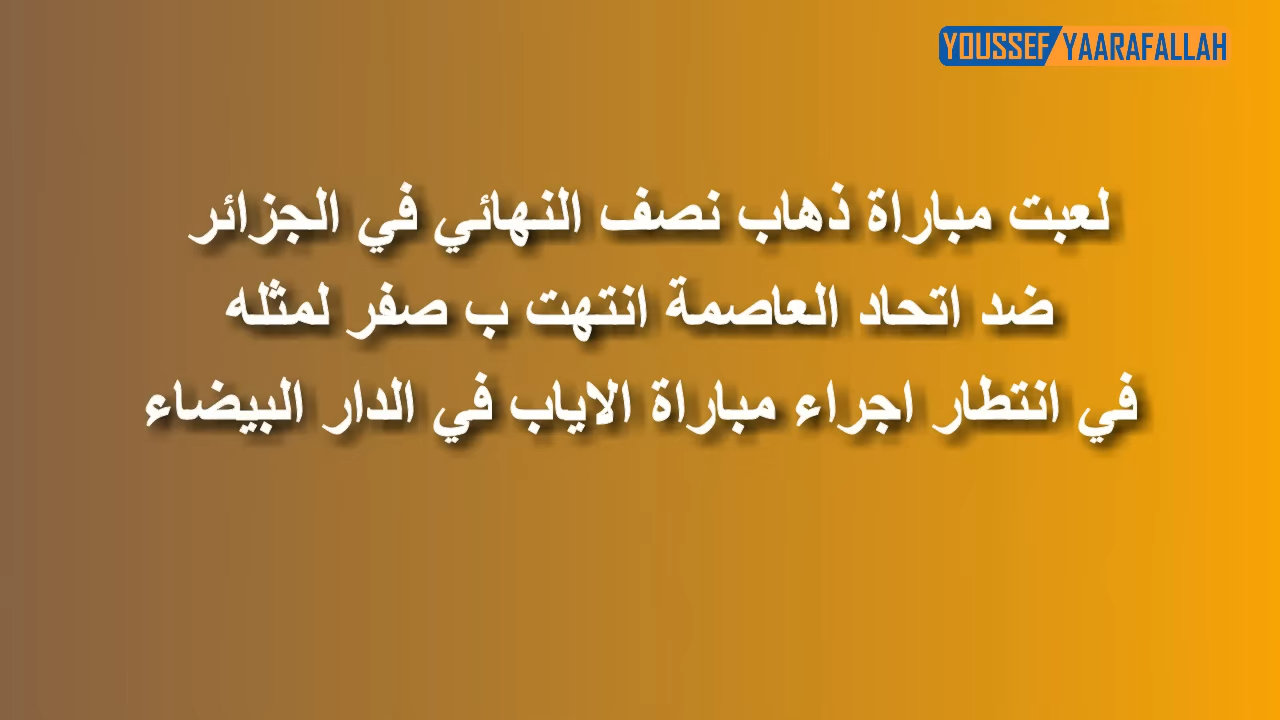 YOUSSEF YAARAFALLAH
لعبت مباراة ذهاب نصف النهائي في الجزائر
ضد اتحاد العاصمة انتهت ب صفر لمثله
في انتظار اجراء مباراة الاياب في الدار البيضاء